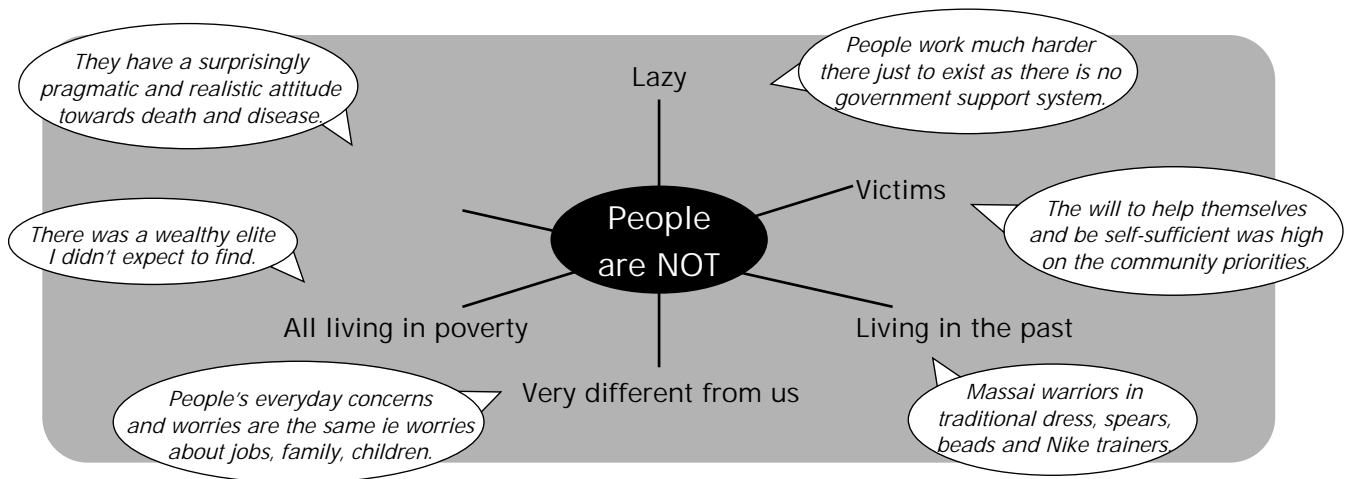 They have a surprisingly
pragmatic and realistic attitude
towards death and disease.
Lazy
People work much harder
there just to exist as there is no
government support system.
People
are NOT
Victims
The will to help themselves
and be self-sufficient was high
on the community priorities.
There was a wealthy elite
I didn't expect to find.
All living in poverty
Living in the past
Very different from us
People's everyday concerns
and worries are the same ie worries
about jobs, family, children.
Massai warriors in
traditional dress, spears,
beads and Nike trainers.